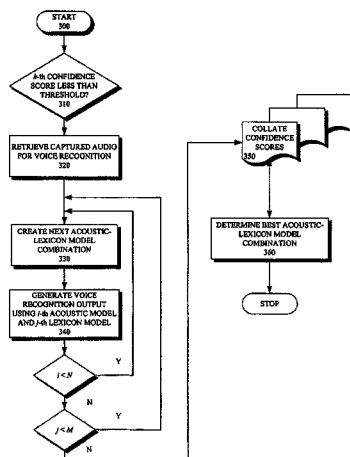 START
300
k-th CONFIDENCE
SCORE LESS THAN
THRESHOLD?
310
RETRIEVE CAPTURED AUDIO
FOR VOICE RECOGNITION
320
CREATE NEXT ACOUSTIC-
LEXICON MODEL
COMBINATION
330
GENERATE VOICE
RECOGNITION OUTPUT
USING i-th ACOUSTIC MODEL
AND j-th LEXICON MODEL
340
i < N
Y
N
j < M
Y
N
COLLATE
CONFIDENCE
SCORES
350
DETERMINE BEST ACOUSTIC-
LEXICON MODEL
COMBINATION
360
STOP